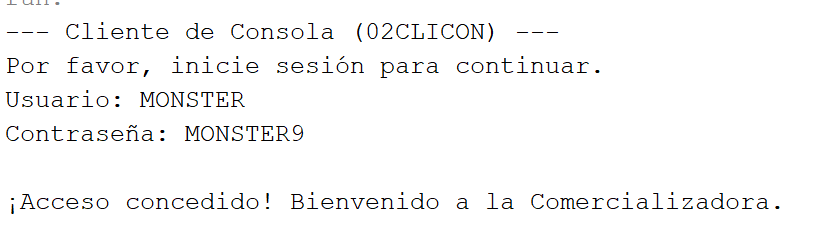 run:
--- Cliente de Consola (02CLICON) ---
Por favor, inicie sesión para continuar.
Usuario: MONSTER
Contraseña: MONSTER9
¡Acceso concedido! Bienvenido a la Comercializadora.